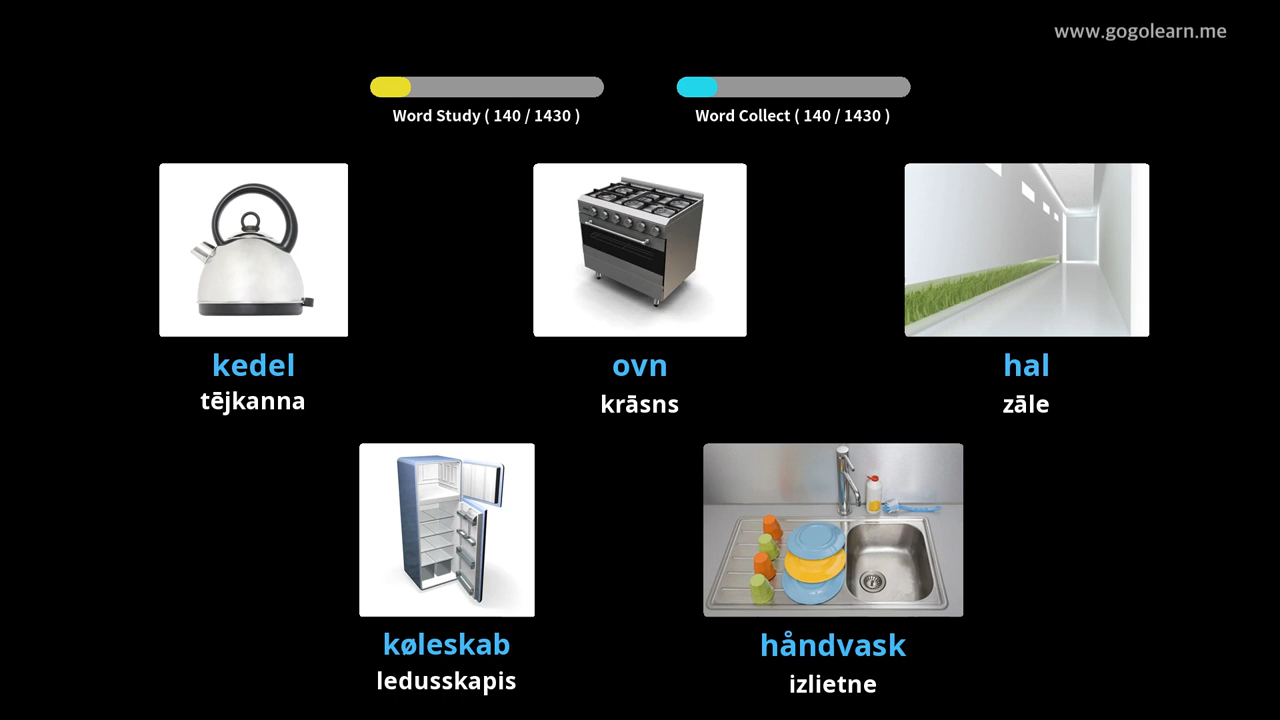 www.gogolearn.me
Word Study ( 140 / 1430 )
Word Collect ( 140 / 1430 )
kedel
tējkanna
ovn
krāsns
hal
zāle
køleskab
ledusskapis
håndvask
izlietne